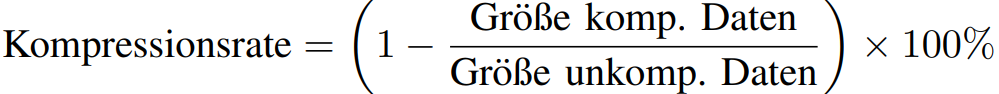 Kompressionsrate = (1 − Größe komp. Daten / Größe unkomp. Daten) × 100%